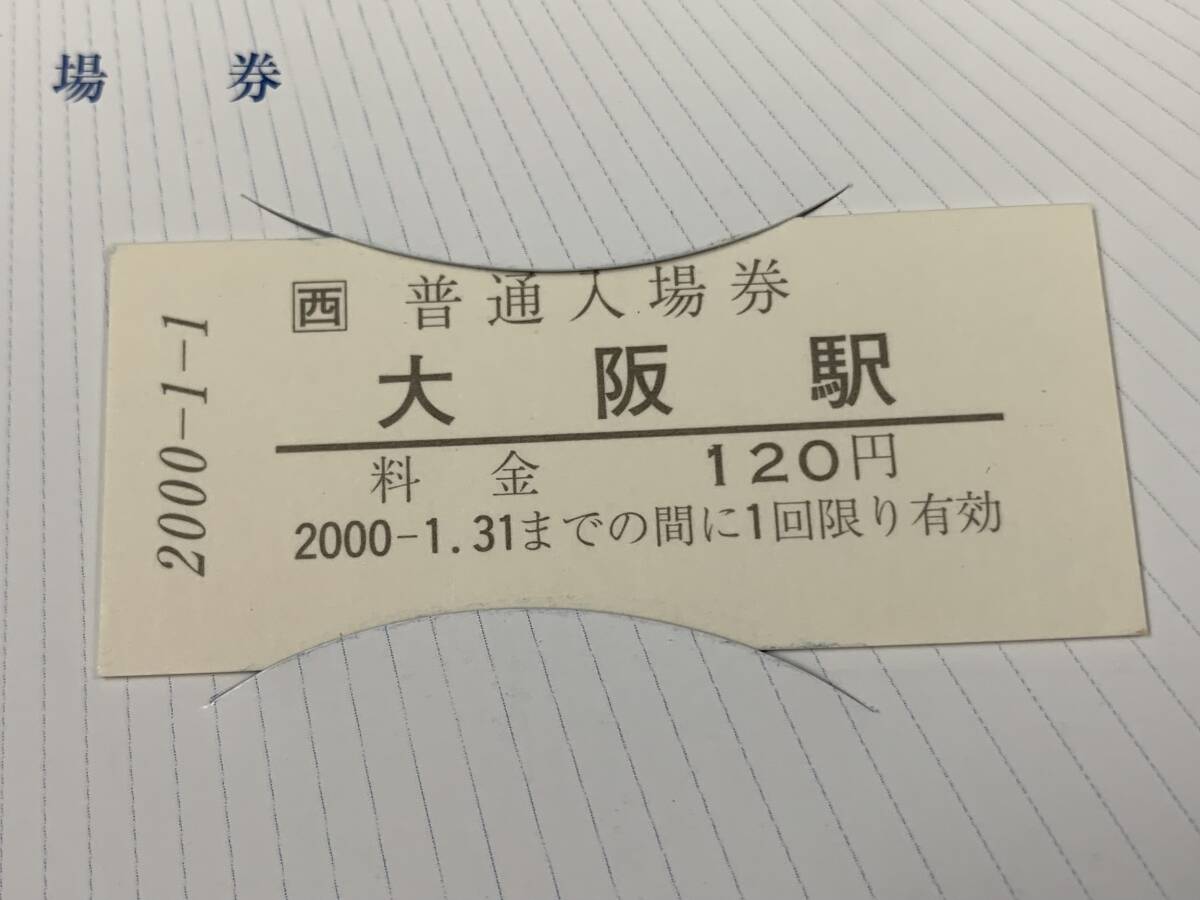 場 券
西 普通入場券
大阪駅
料金 120円
2000-1.31までの間に1回限り有効
2000-1-1